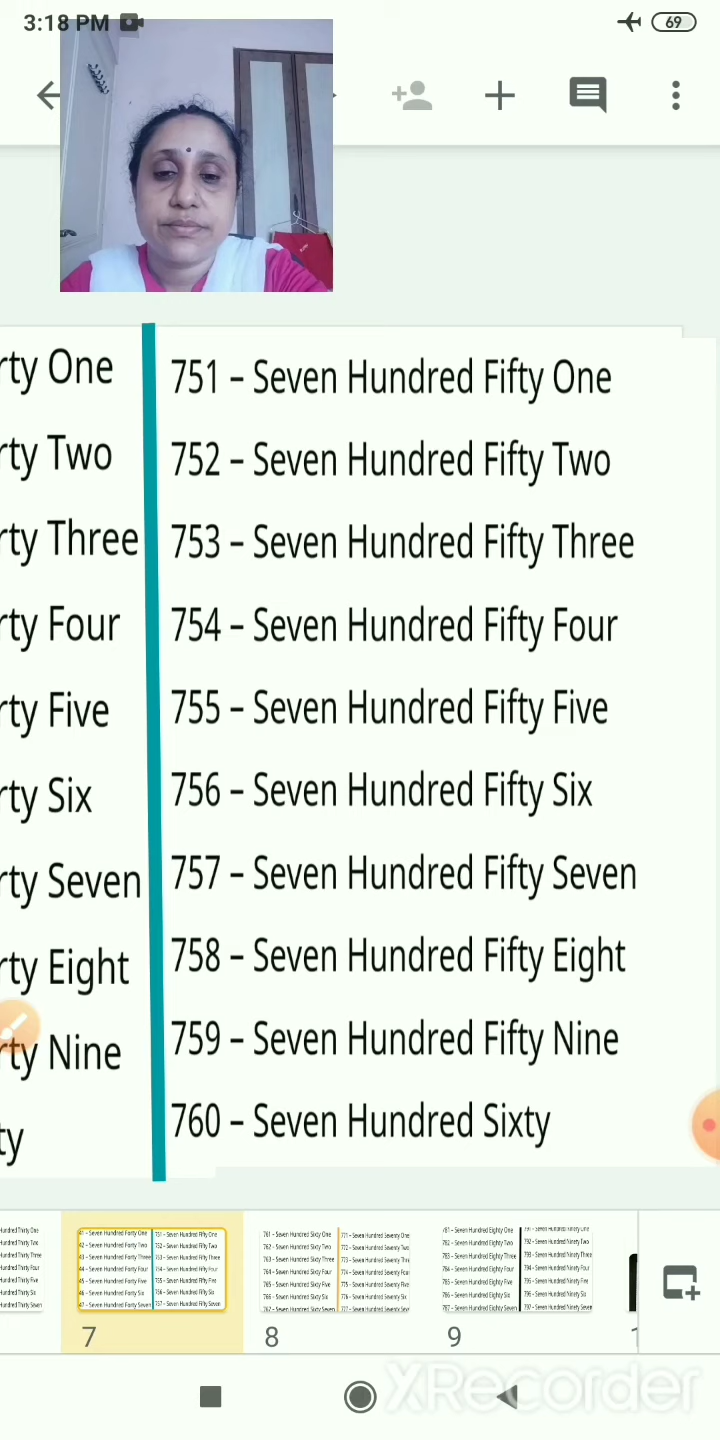 3:18 PM
69
rty One
rty Two
rty Three
rty Four
rty Five
rty Six
rty Seven
rty Eight
rty Nine
ty
751 – Seven Hundred Fifty One
752 – Seven Hundred Fifty Two
753 – Seven Hundred Fifty Three
754 – Seven Hundred Fifty Four
755 – Seven Hundred Fifty Five
756 – Seven Hundred Fifty Six
757 – Seven Hundred Fifty Seven
758 – Seven Hundred Fifty Eight
759 – Seven Hundred Fifty Nine
760 – Seven Hundred Sixty
7
8
9
XRecorder